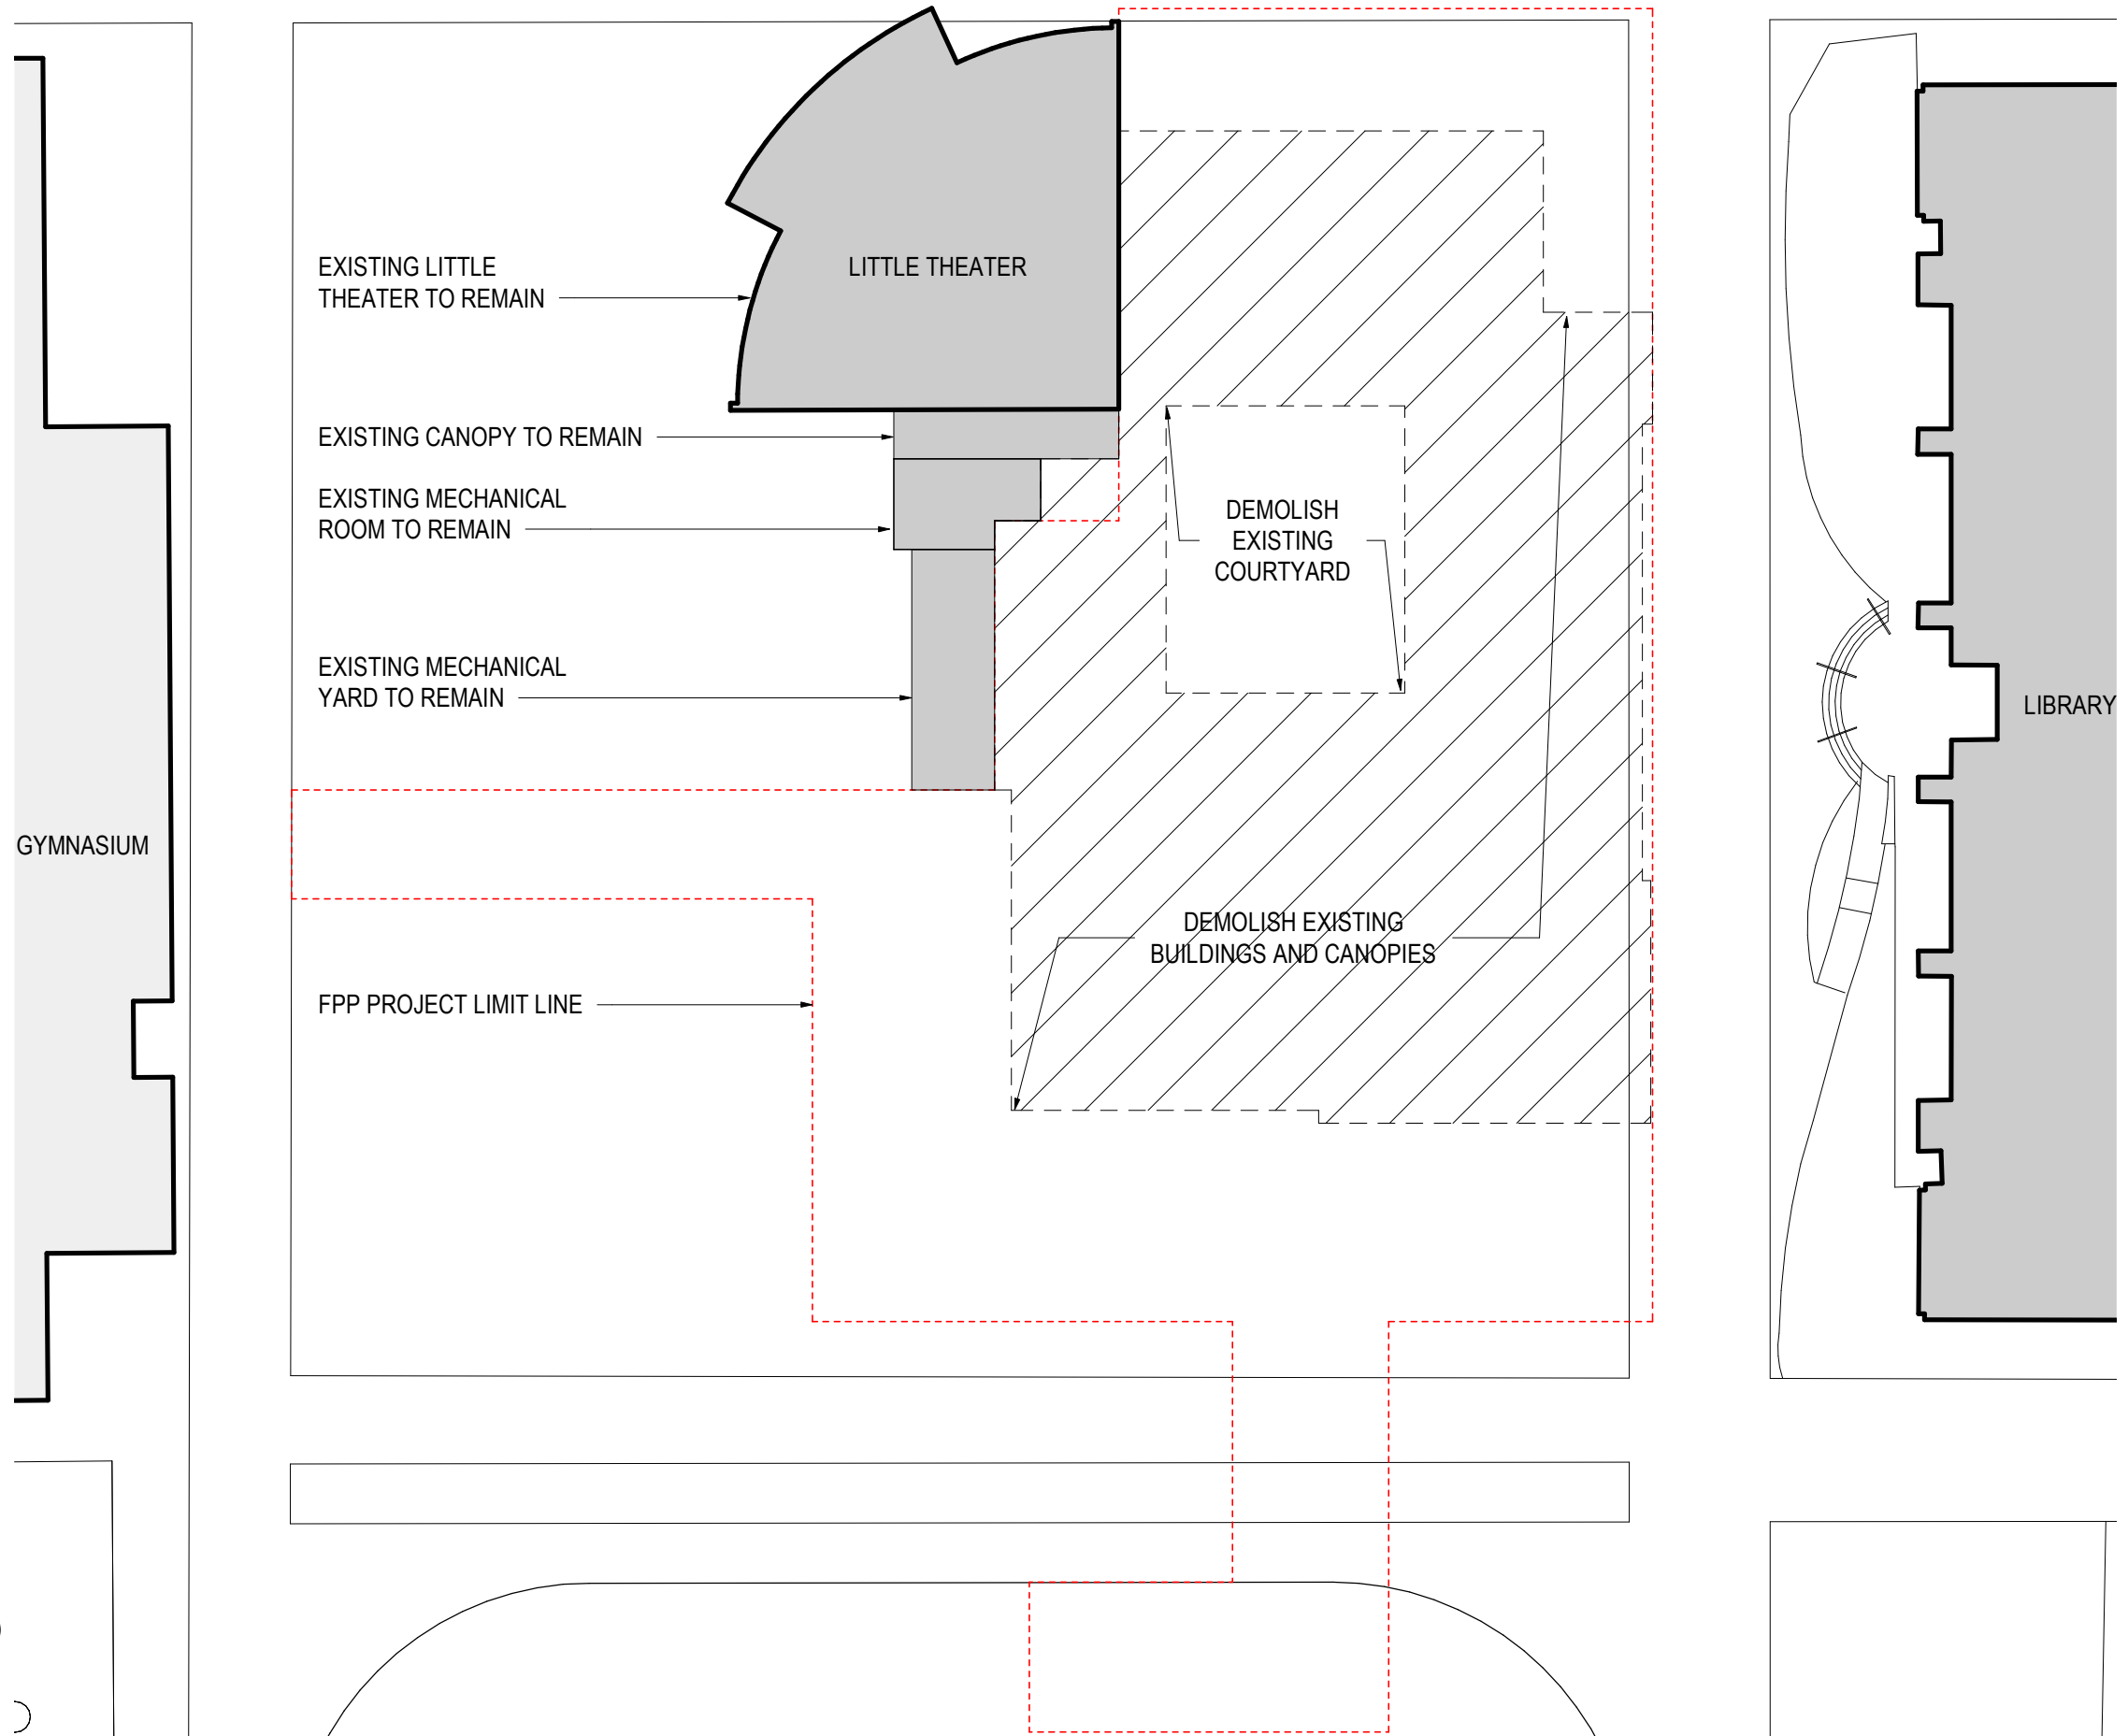 EXISTING LITTLE
THEATER TO REMAIN
LITTLE THEATER
EXISTING CANOPY TO REMAIN
EXISTING MECHANICAL
ROOM TO REMAIN
DEMOLISH
EXISTING
COURTYARD
EXISTING MECHANICAL
YARD TO REMAIN
LIBRARY
GYMNASIUM
DEMOLISH EXISTING
BUILDINGS AND CANOPIES
FPP PROJECT LIMIT LINE